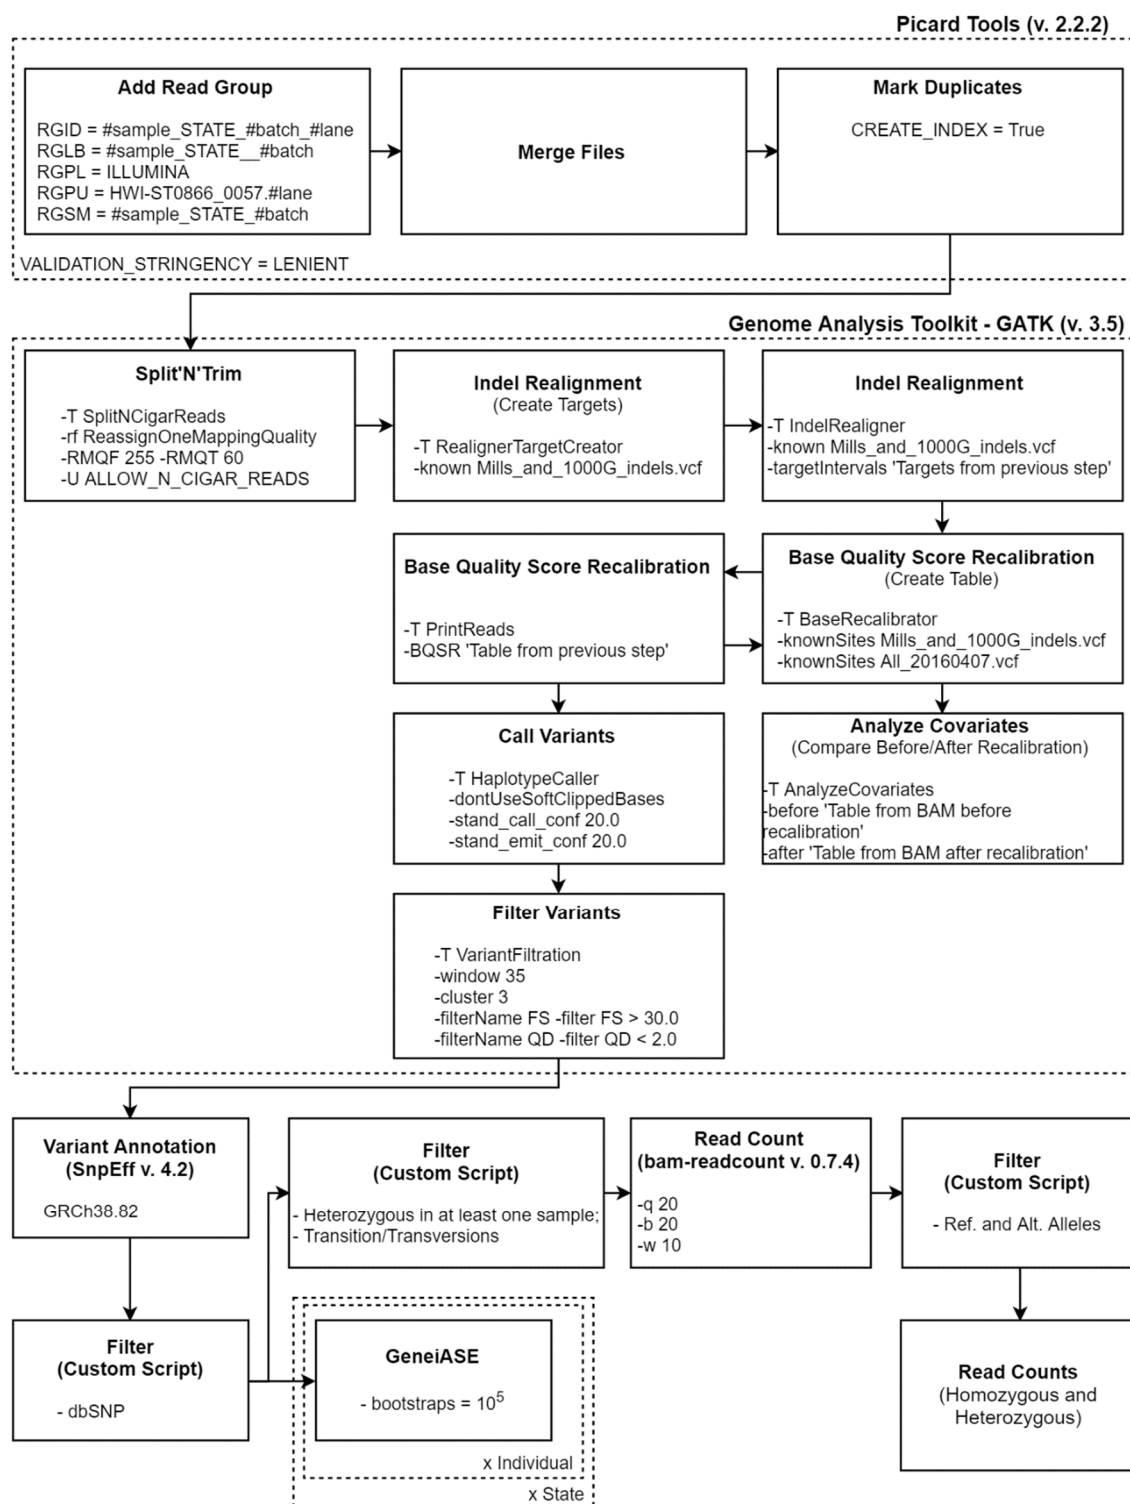 Picard Tools (v. 2.2.2)
Add Read Group
RGID = #sample_STATE_#batch_#lane
RGLB = #sample_STATE__#batch
RGPL = ILLUMINA
RGPU = HWI-ST0866_0057.#lane
RGSM = #sample_STATE_#batch
Merge Files
Mark Duplicates
CREATE_INDEX = True
VALIDATION_STRINGENCY = LENIENT
Genome Analysis Toolkit - GATK (v. 3.5)
Split'N'Trim
-T SplitNCigarReads
-rf ReassignOneMappingQuality
-RMQF 255 -RMQT 60
-U ALLOW_N_CIGAR_READS
Indel Realignment
(Create Targets)
-T RealignerTargetCreator
-known Mills_and_1000G_indels.vcf
Indel Realignment
-T IndelRealigner
-known Mills_and_1000G_indels.vcf
-targetIntervals 'Targets from previous step'
Base Quality Score Recalibration
-T PrintReads
-BQSR 'Table from previous step'
Base Quality Score Recalibration
(Create Table)
-T BaseRecalibrator
-knownSites Mills_and_1000G_indels.vcf
-knownSites All_20160407.vcf
Call Variants
-T HaplotypeCaller
-dontUseSoftClippedBases
-stand_call_conf 20.0
-stand_emit_conf 20.0
Analyze Covariates
(Compare Before/After Recalibration)
-T AnalyzeCovariates
-before 'Table from BAM before
recalibration'
-after 'Table from BAM after recalibration'
Filter Variants
-T VariantFiltration
-window 35
-cluster 3
-filterName FS -filter FS > 30.0
-filterName QD -filter QD < 2.0
Variant Annotation
(SnpEff v. 4.2)
GRCh38.82
Filter
(Custom Script)
- Heterozygous in at least one sample;
- Transition/Transversions
Read Count
(bam-readcount v. 0.7.4)
-q 20
-b 20
-w 10
Filter
(Custom Script)
- Ref. and Alt. Alleles
Filter
(Custom Script)
- dbSNP
GeneiASE
- bootstraps = 10⁵
x Individual
x State
Read Counts
(Homozygous and
Heterozygous)